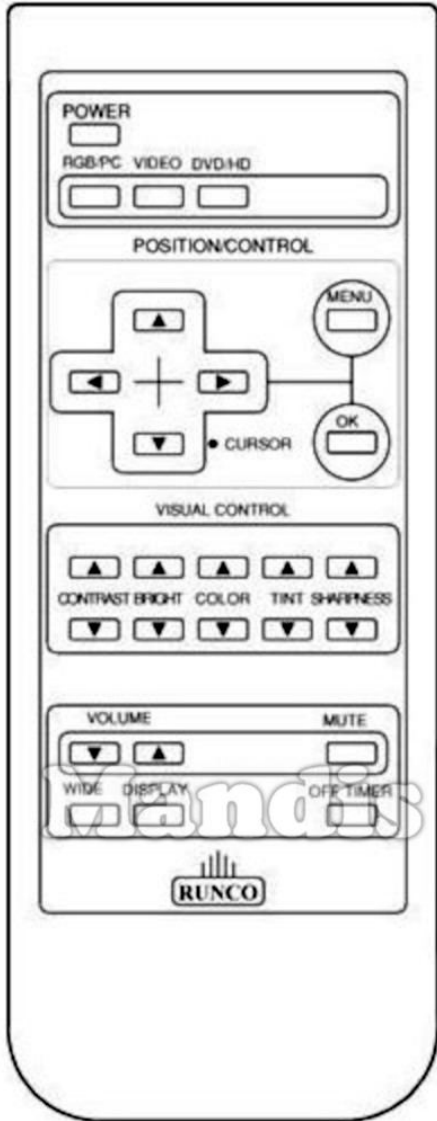 POWER
RGB/PC VIDEO DVD/HD
POSITION/CONTROL
MENU
OK
CURSOR
VISUAL CONTROL
CONTRAST BRIGHT COLOR TINT SHARPNESS
VOLUME MUTE
WIDE DISPLAY OFF TIMER
Mandis
RUNCO